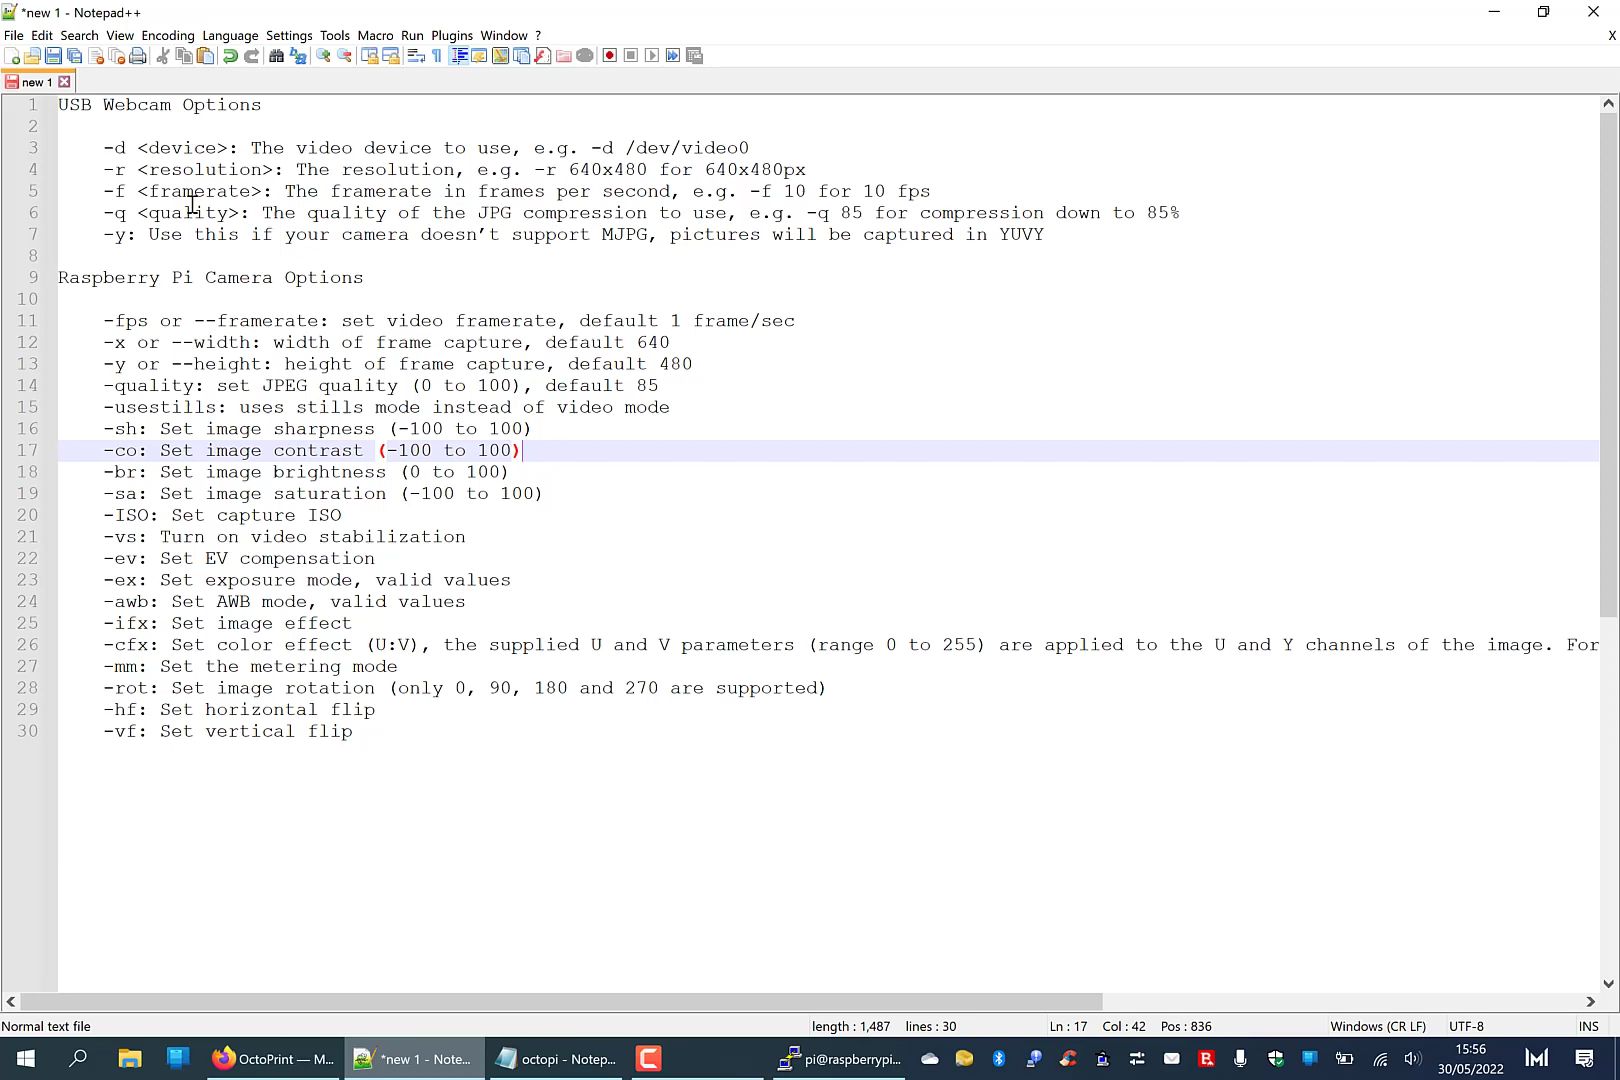 *new 1 - Notepad++
File Edit Search View Encoding Language Settings Tools Macro Run Plugins Window ? X
new 1
1 USB Webcam Options
2
3 -d <device>: The video device to use, e.g. -d /dev/video0
4 -r <resolution>: The resolution, e.g. -r 640x480 for 640x480px
5 -f <framerate>: The framerate in frames per second, e.g. -f 10 for 10 fps
6 -q <quality>: The quality of the JPG compression to use, e.g. -q 85 for compression down to 85%
7 -y: Use this if your camera doesn’t support MJPG, pictures will be captured in YUVY
8
9 Raspberry Pi Camera Options
10
11 -fps or --framerate: set video framerate, default 1 frame/sec
12 -x or --width: width of frame capture, default 640
13 -y or --height: height of frame capture, default 480
14 -quality: set JPEG quality (0 to 100), default 85
15 -usestills: uses stills mode instead of video mode
16 -sh: Set image sharpness (-100 to 100)
17 -co: Set image contrast (-100 to 100)
18 -br: Set image brightness (0 to 100)
19 -sa: Set image saturation (-100 to 100)
20 -ISO: Set capture ISO
21 -vs: Turn on video stabilization
22 -ev: Set EV compensation
23 -ex: Set exposure mode, valid values
24 -awb: Set AWB mode, valid values
25 -ifx: Set image effect
26 -cfx: Set color effect (U:V), the supplied U and V parameters (range 0 to 255) are applied to the U and Y channels of the image. For
27 -mm: Set the metering mode
28 -rot: Set image rotation (only 0, 90, 180 and 270 are supported)
29 -hf: Set horizontal flip
30 -vf: Set vertical flip
Normal text file length : 1,487 lines : 30 Ln : 17 Col : 42 Pos : 836 Windows (CR LF) UTF-8 INS
OctoPrint — M... *new 1 - Note... octopi - Notep... pi@raspberrypi... 15:56
30/05/2022